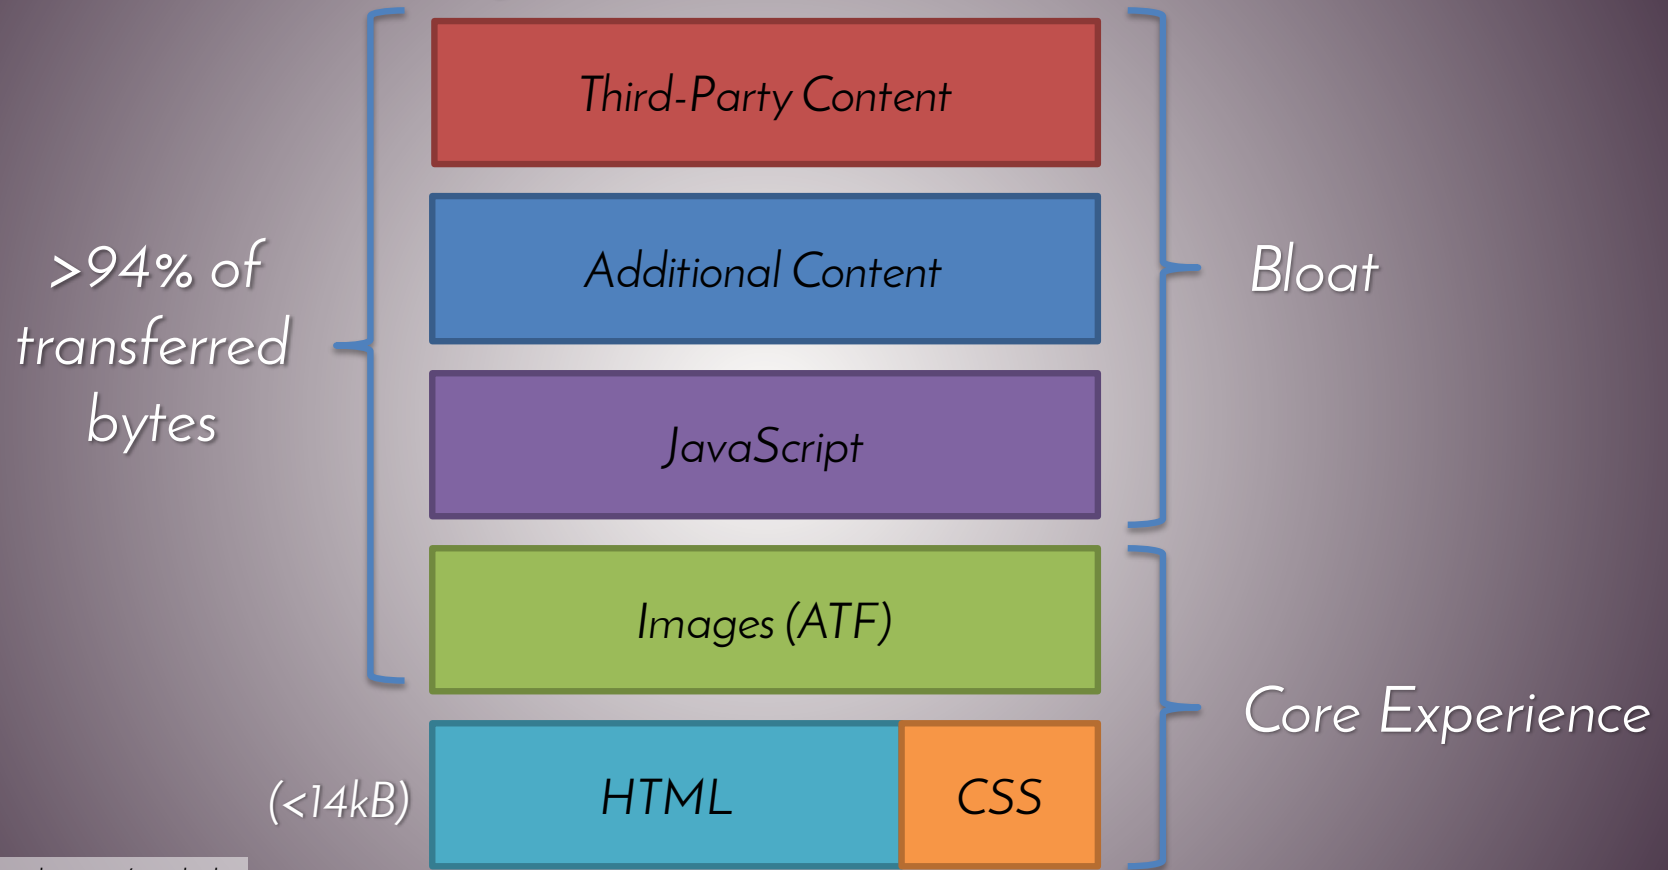 Third-Party Content
Additional Content
>94% of
transferred
bytes
Bloat
JavaScript
Images (ATF)
Core Experience
(<14kB)
HTML
CSS